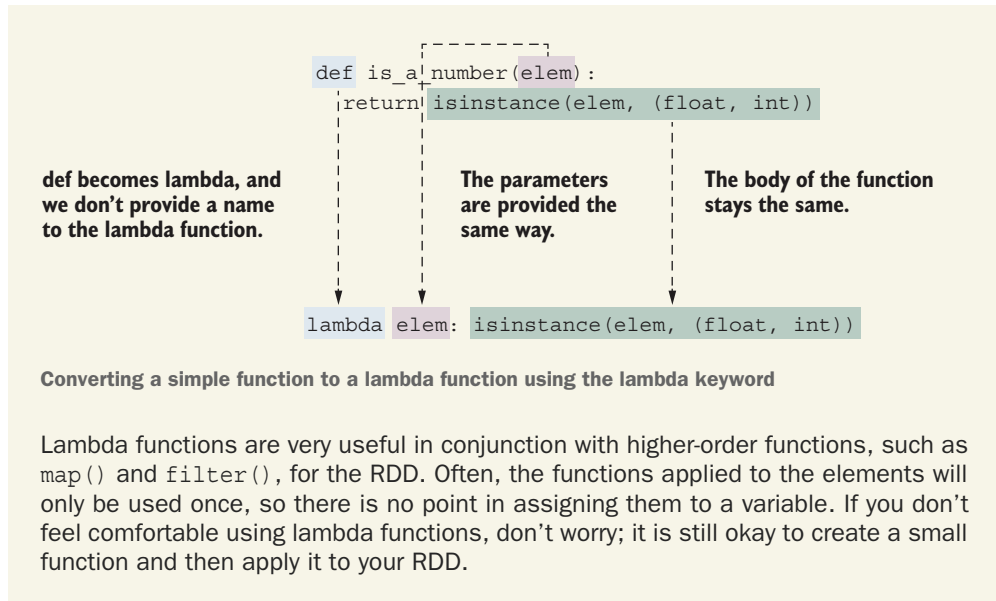 def is_a_number(elem):
return isinstance(elem, (float, int))
def becomes lambda, and
we don’t provide a name
to the lambda function.
The parameters
are provided the
same way.
The body of the function
stays the same.
lambda elem: isinstance(elem, (float, int))
Converting a simple function to a lambda function using the lambda keyword
Lambda functions are very useful in conjunction with higher-order functions, such as
map() and filter(), for the RDD. Often, the functions applied to the elements will
only be used once, so there is no point in assigning them to a variable. If you don’t
feel comfortable using lambda functions, don’t worry; it is still okay to create a small
function and then apply it to your RDD.